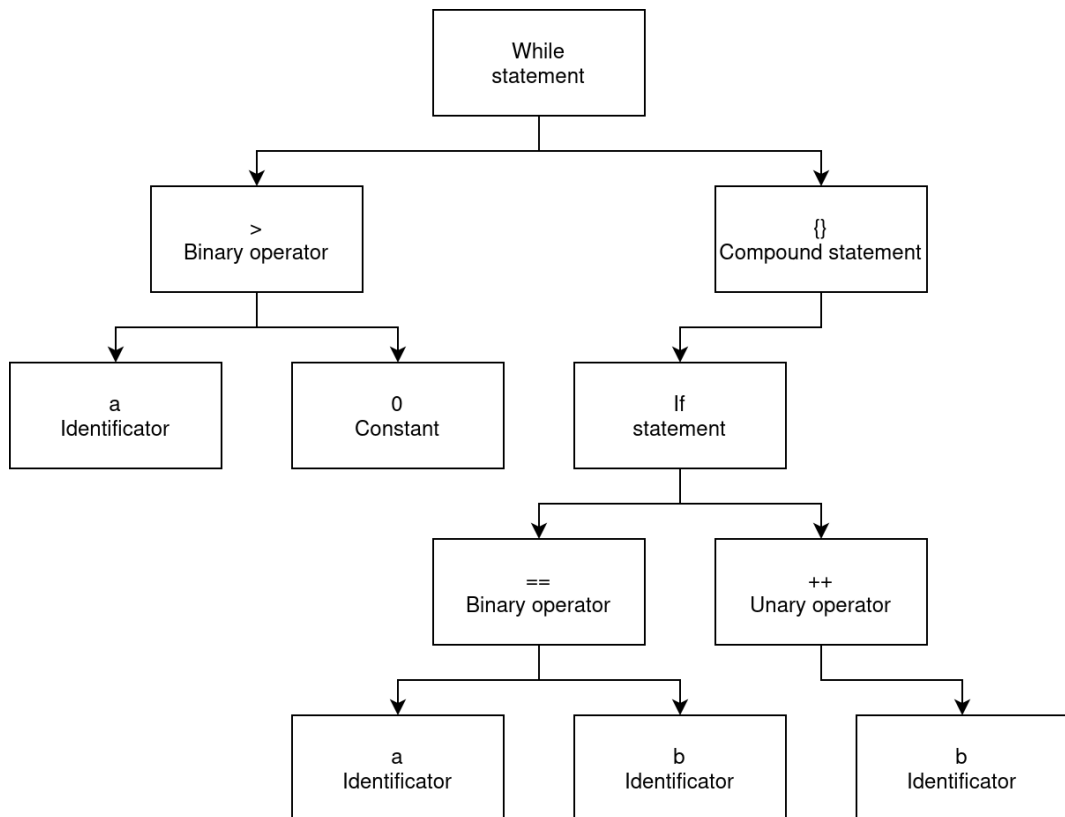 While
statement
>
Binary operator
{}
Compound statement
a
Identificator
0
Constant
If
statement
==
Binary operator
++
Unary operator
a
Identificator
b
Identificator
b
Identificator